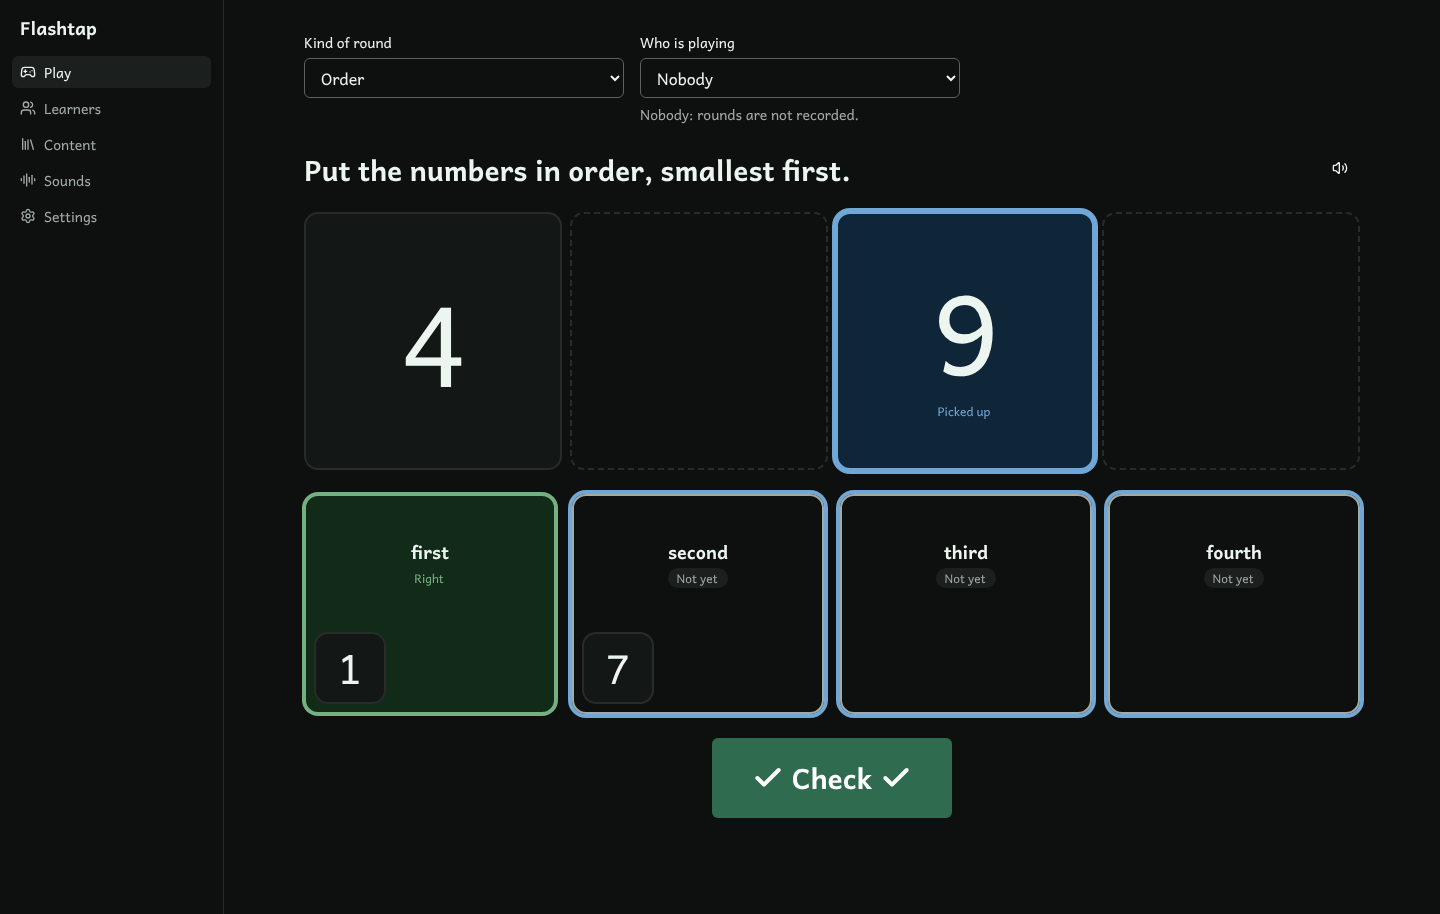 Flashtap
Play
Learners
Content
Sounds
Settings
Kind of round
Order
Who is playing
Nobody
Nobody: rounds are not recorded.
Put the numbers in order, smallest first.
4
9
Picked up
first
Right
1
second
Not yet
7
third
Not yet
fourth
Not yet
Check